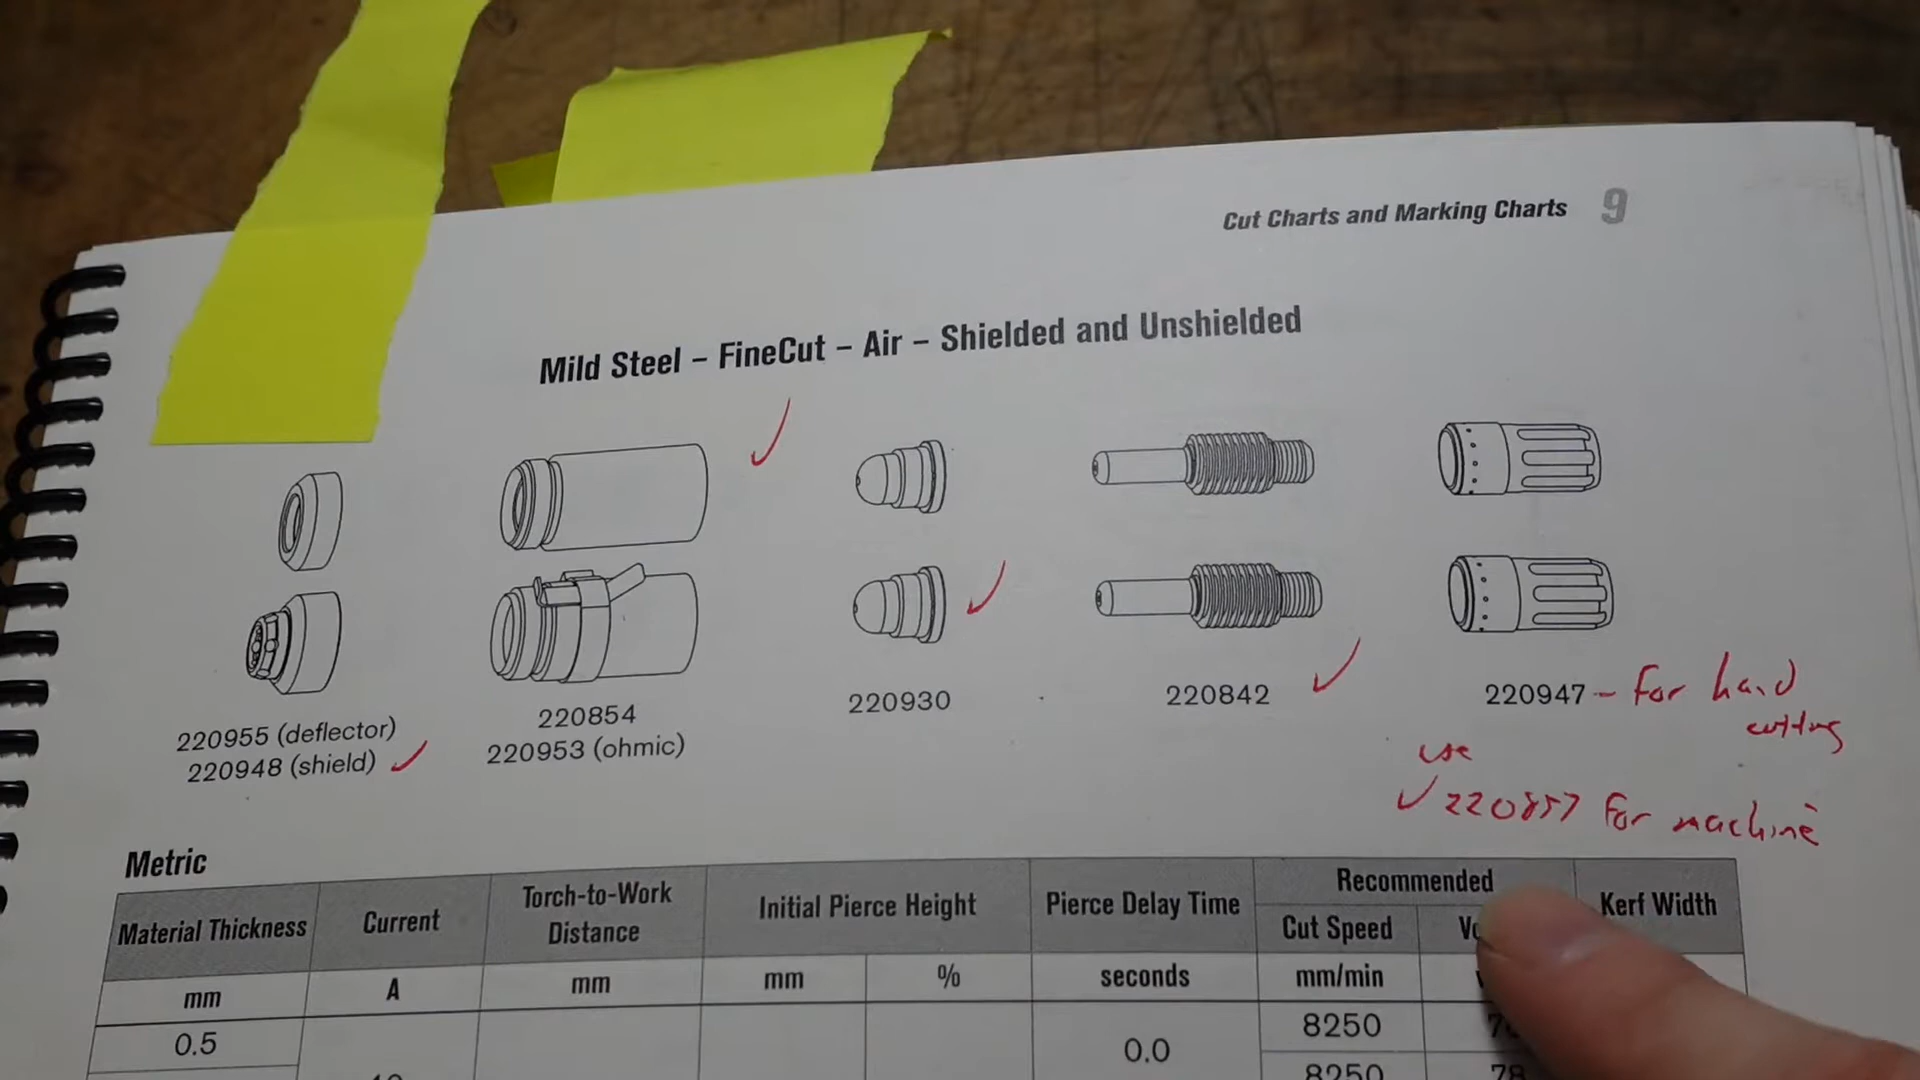 Cut Charts and Marking Charts 9
Mild Steel – FineCut – Air – Shielded and Unshielded
220955 (deflector)
220948 (shield)
220854
220953 (ohmic)
220930
220842
220947 – For hand
cutting
use
220857 for machine
Metric
Material Thickness
Current
Torch-to-Work
Distance
Initial Pierce Height
Pierce Delay Time
Recommended
Cut Speed
Kerf Width
mm
A
mm
mm
%
seconds
mm/min
0.5
0.0
8250
8250
78